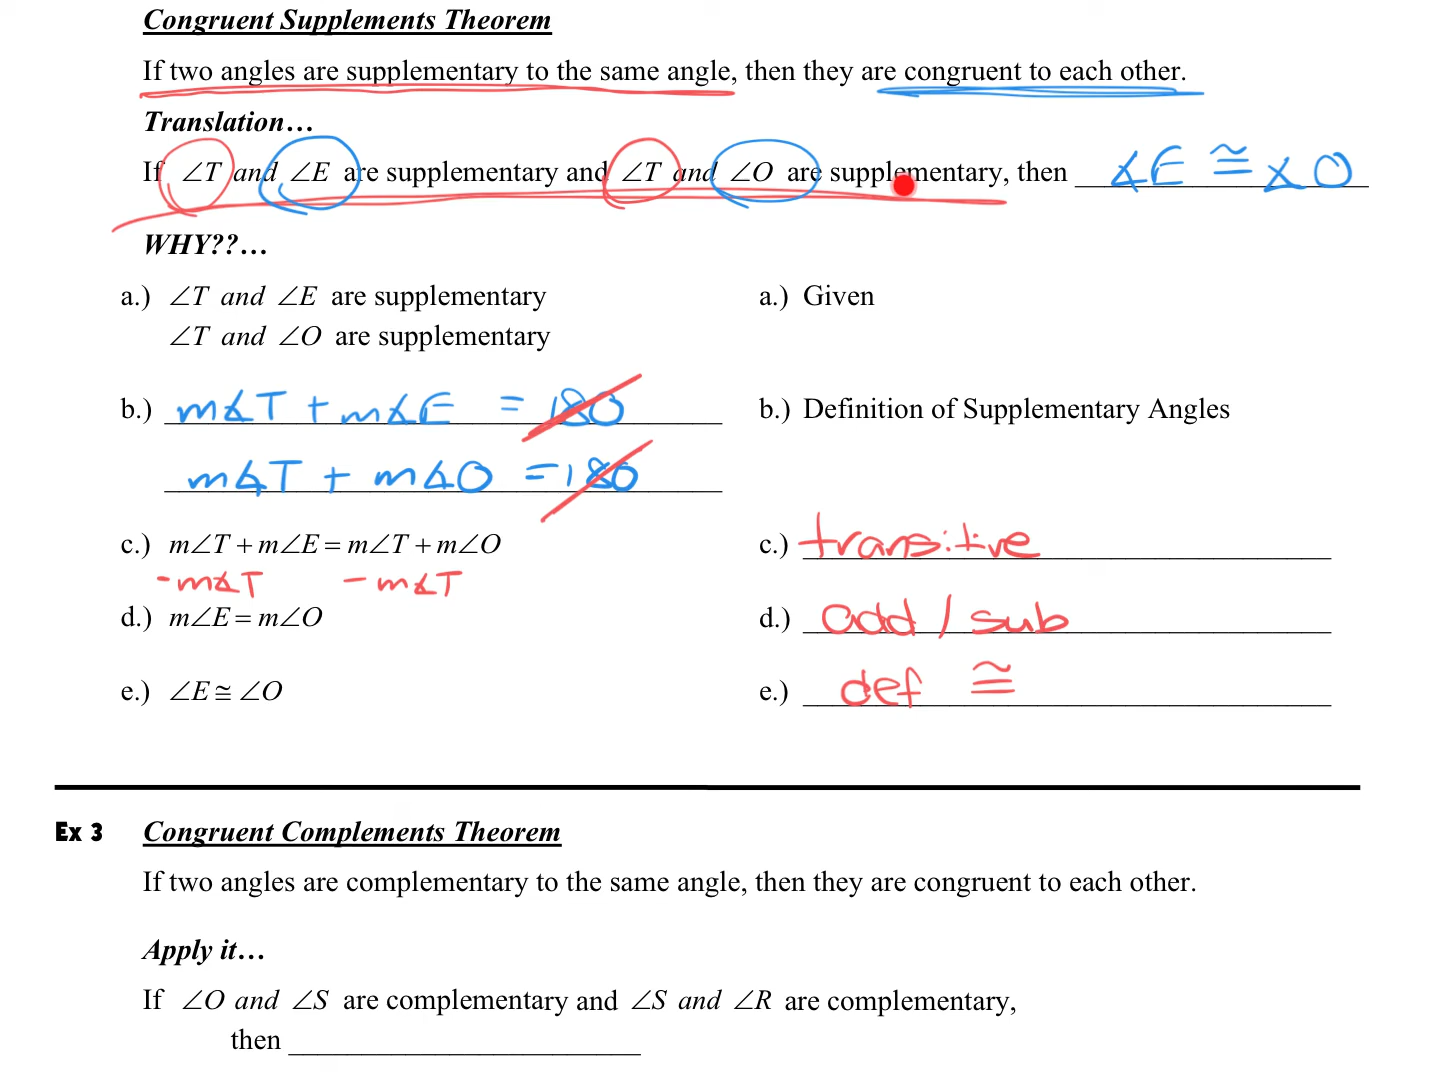 Congruent Supplements Theorem
If two angles are supplementary to the same angle, then they are congruent to each other.
Translation…
If ∠T and ∠E are supplementary and ∠T and ∠O are supplementary, then ∡E ≅ ∡O
WHY??…
a.) ∠T and ∠E are supplementary a.) Given
∠T and ∠O are supplementary
b.) m∡T + m∡E = 180 b.) Definition of Supplementary Angles
m∡T + m∡O = 180
c.) m∠T + m∠E = m∠T + m∠O c.) transitive
-m∡T -m∡T
d.) m∠E = m∠O d.) add / sub
e.) ∠E ≅ ∠O e.) def ≅
Ex 3 Congruent Complements Theorem
If two angles are complementary to the same angle, then they are congruent to each other.
Apply it…
If ∠O and ∠S are complementary and ∠S and ∠R are complementary,
then ____________